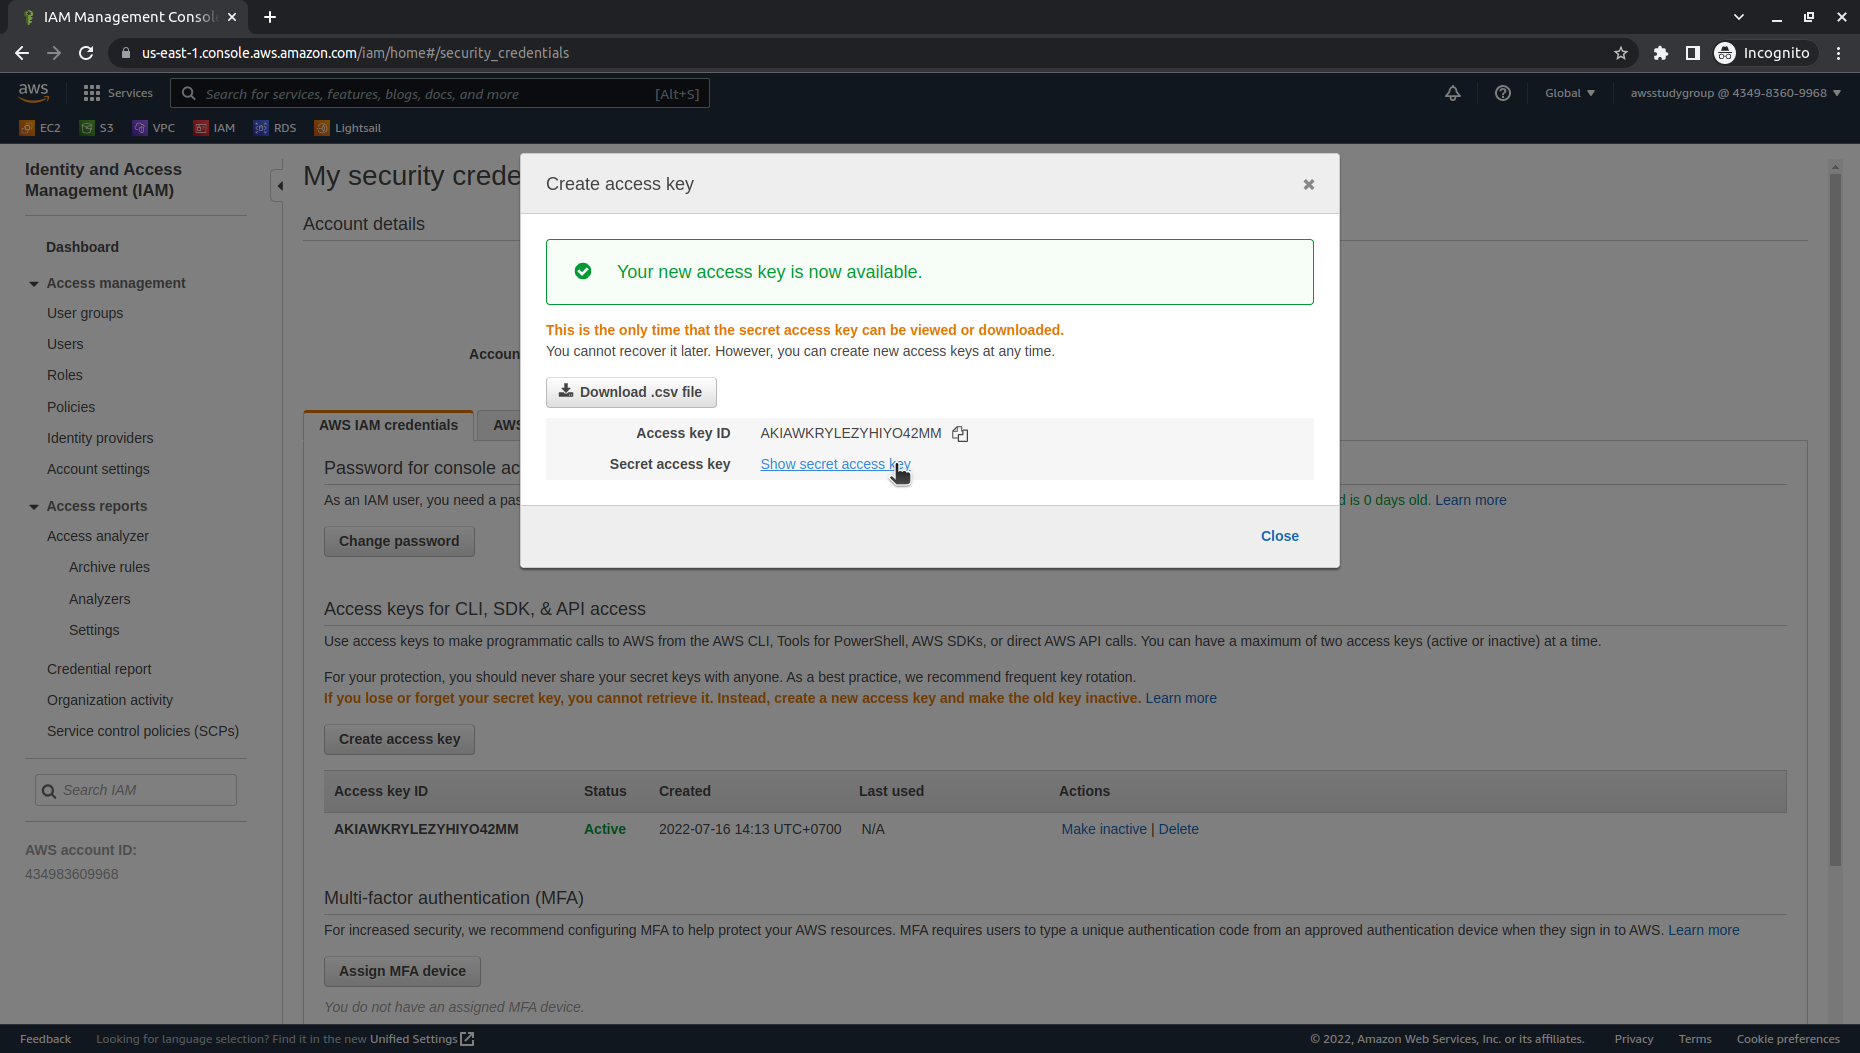 IAM Management Consol
us-east-1.console.aws.amazon.com/iam/home#/security_credentials
Incognito
aws
Services
Search for services, features, blogs, docs, and more
[Alt+S]
Global
awsstudygroup @ 4349-8360-9968
EC2
S3
VPC
IAM
RDS
Lightsail
Identity and Access
Management (IAM)
Dashboard
Access management
User groups
Users
Roles
Policies
Identity providers
Account settings
Access reports
Access analyzer
Archive rules
Analyzers
Settings
Credential report
Organization activity
Service control policies (SCPs)
Search IAM
AWS account ID:
434983609968
My security crede
Account details
Accoun
AWS IAM credentials
AWS
Password for console ac
As an IAM user, you need a pas
d is 0 days old. Learn more
Change password
Create access key
Your new access key is now available.
This is the only time that the secret access key can be viewed or downloaded.
You cannot recover it later. However, you can create new access keys at any time.
Download .csv file
Access key ID AKIAWKRYLEZYHIYO42MM
Secret access key Show secret access key
Close
Access keys for CLI, SDK, & API access
Use access keys to make programmatic calls to AWS from the AWS CLI, Tools for PowerShell, AWS SDKs, or direct AWS API calls. You can have a maximum of two access keys (active or inactive) at a time.
For your protection, you should never share your secret keys with anyone. As a best practice, we recommend frequent key rotation.
If you lose or forget your secret key, you cannot retrieve it. Instead, create a new access key and make the old key inactive. Learn more
Create access key
Access key ID Status Created Last used Actions
AKIAWKRYLEZYHIYO42MM Active 2022-07-16 14:13 UTC+0700 N/A Make inactive | Delete
Multi-factor authentication (MFA)
For increased security, we recommend configuring MFA to help protect your AWS resources. MFA requires users to type a unique authentication code from an approved authentication device when they sign in to AWS. Learn more
Assign MFA device
You do not have an assigned MFA device.
Feedback
Looking for language selection? Find it in the new Unified Settings
© 2022, Amazon Web Services, Inc. or its affiliates.
Privacy
Terms
Cookie preferences